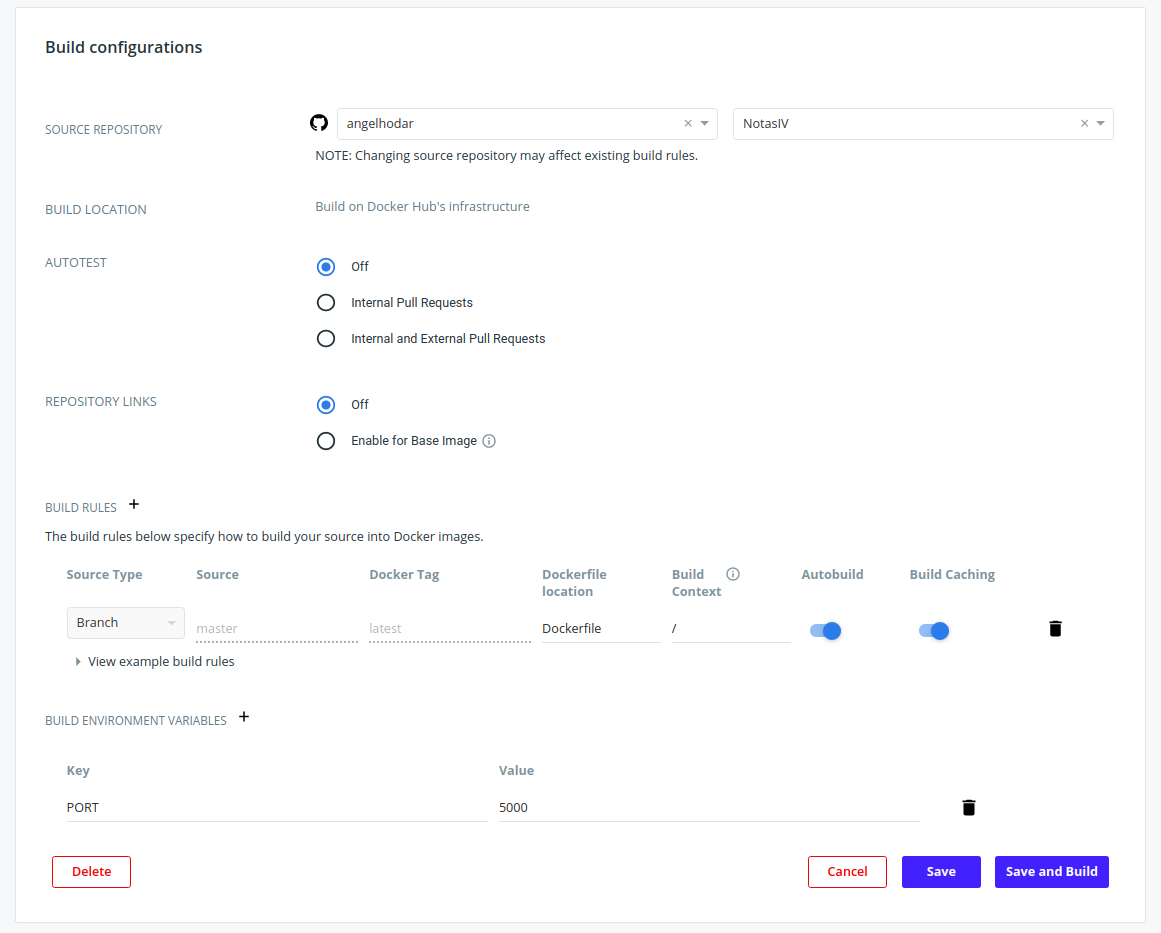 Build configurations
SOURCE REPOSITORY
angelhodar
NotasIV
NOTE: Changing source repository may affect existing build rules.
BUILD LOCATION
Build on Docker Hub's infrastructure
AUTOTEST
Off
Internal Pull Requests
Internal and External Pull Requests
REPOSITORY LINKS
Off
Enable for Base Image
BUILD RULES +
The build rules below specify how to build your source into Docker images.
Source Type Source Docker Tag Dockerfile location Build Context Autobuild Build Caching
Branch master latest Dockerfile /
View example build rules
BUILD ENVIRONMENT VARIABLES +
Key Value
PORT 5000
Delete Cancel Save Save and Build